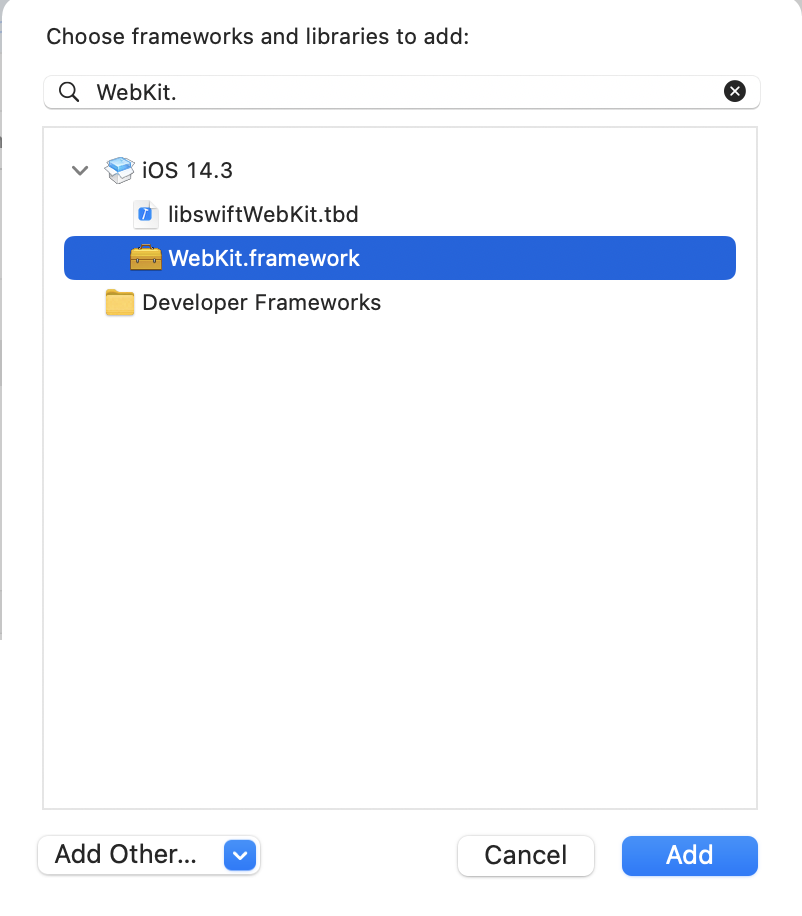 Choose frameworks and libraries to add:
WebKit.
iOS 14.3
libswiftWebKit.tbd
WebKit.framework
Developer Frameworks
Add Other...
Cancel
Add